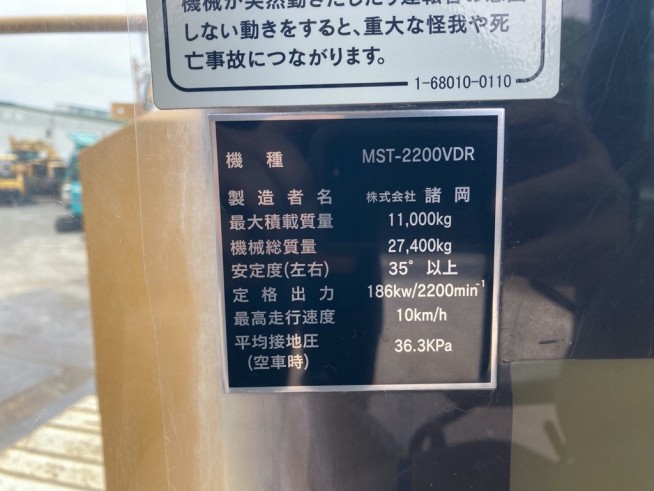 しない動きをすると、重大な怪我や死
亡事故につながります。
1-68010-0110
機種 MST-2200VDR
製造者名 株式会社 諸岡
最大積載質量 11,000kg
機械総質量 27,400kg
安定度(左右) 35° 以上
定格出力 186kw/2200min⁻¹
最高走行速度 10km/h
平均接地圧 36.3KPa
(空車時)